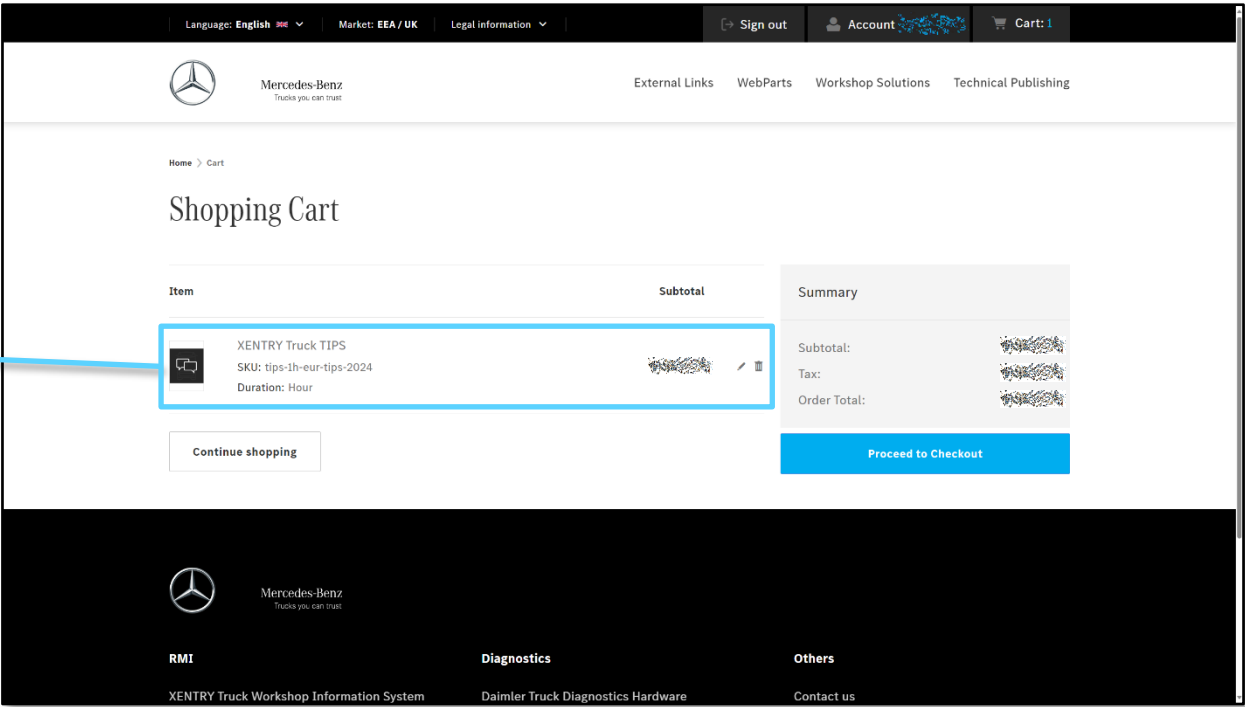 Language: English Market: EEA / UK Legal information Sign out Account Cart: 1
Mercedes-Benz
Trucks you can trust
External Links WebParts Workshop Solutions Technical Publishing
Home > Cart
Shopping Cart
Item Subtotal
Summary
XENTRY Truck TIPS
SKU: tips-1h-eur-tips-2024
Duration: Hour
Subtotal:
Tax:
Order Total:
Continue shopping
Proceed to Checkout
Mercedes-Benz
Trucks you can trust
RMI Diagnostics Others
XENTRY Truck Workshop Information System Daimler Truck Diagnostics Hardware Contact us